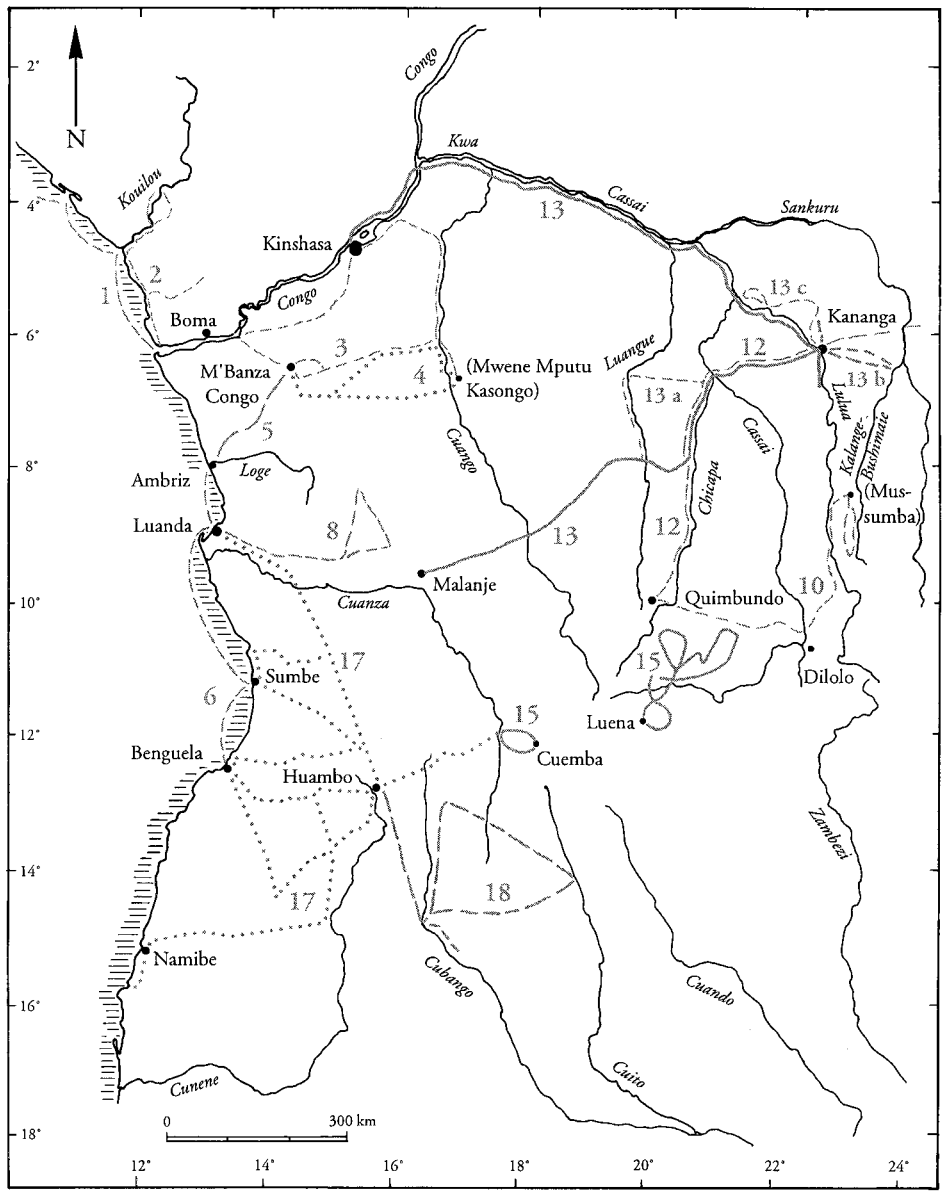 Congo
2°
N
Kwa
Kouilou
4°
13
Cassai
Sankuru
Kinshasa
2
1
Congo
13 c
Boma
Kananga
6°
3
12
M'Banza
Congo
4
(Mwene Mputu
Kasongo)
Luangue
13 a
13 b
Lulua
5
Cuango
Cassai
Kalange-
Bushimaie
8°
Loge
Ambriz
Chicapa
(Mus-
sumba)
Luanda
8
13
12
Malanje
10
10°
Cuanza
Quimbundo
17
15
Sumbe
Dilolo
6
15
Luena
12°
Benguela
Cuemba
Huambo
Zambezi
14°
17
18
Namibe
Cubango
Cuando
16°
Cunene
Cuito
0
300 km
18°
12°
14°
16°
18°
20°
22°
24°